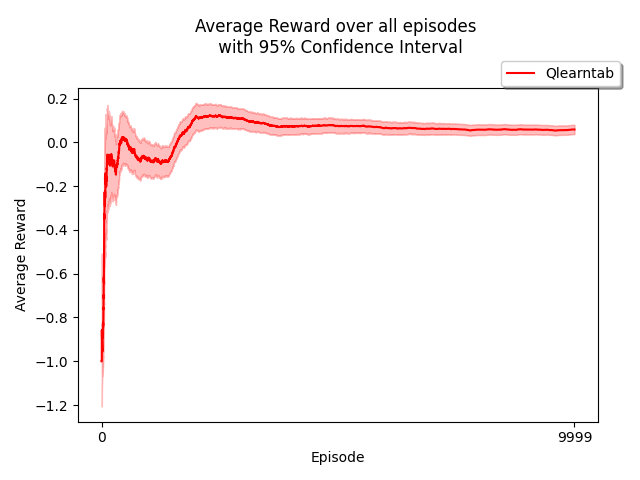 Average Reward over all episodes
with 95% Confidence Interval
Qlearntab
0.2
0.0
−0.2
−0.4
−0.6
−0.8
−1.0
−1.2
Average Reward
0
9999
Episode